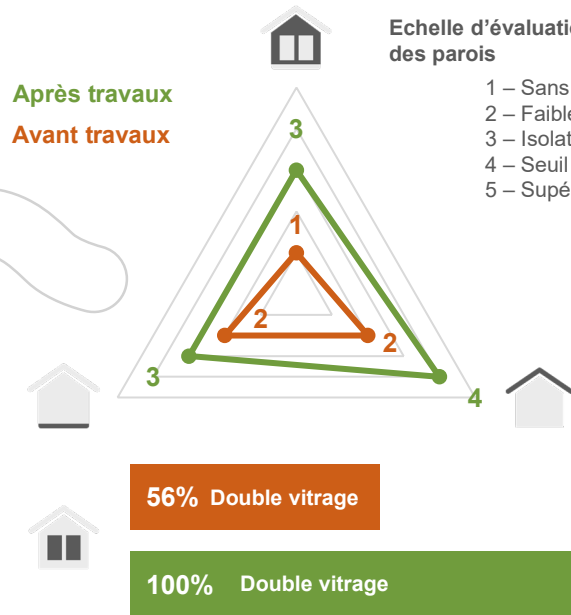 Echelle d'évaluation
des parois
1 – Sans
2 – Faible
3 – Isolat
4 – Seuil
5 – Supé
Après travaux
Avant travaux
3
1
2
2
3
4
56% Double vitrage
100% Double vitrage